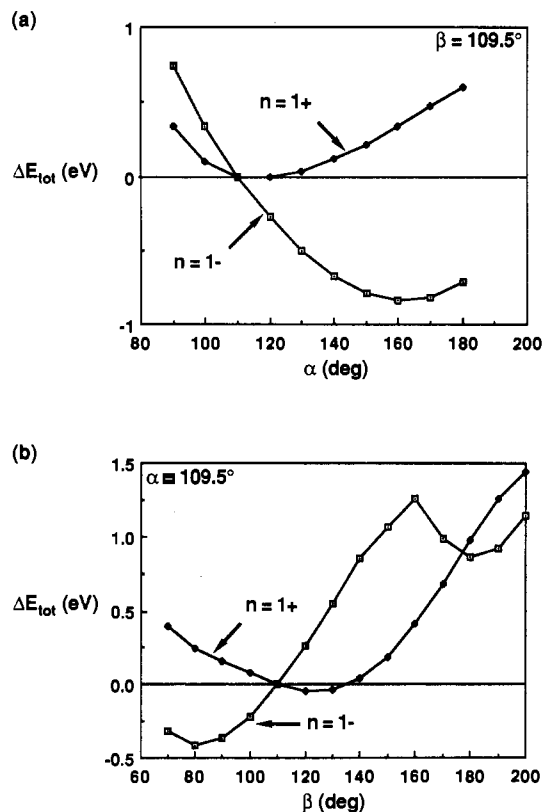 (a)
1
β = 109.5°
n = 1+
ΔEtot (eV)
0
n = 1-
-1
80 100 120 140 160 180 200
α (deg)
(b)
1.5
α = 109.5°
1.0
ΔEtot (eV)
0.5
n = 1+
0.0
n = 1-
-0.5
60 80 100 120 140 160 180 200
β (deg)